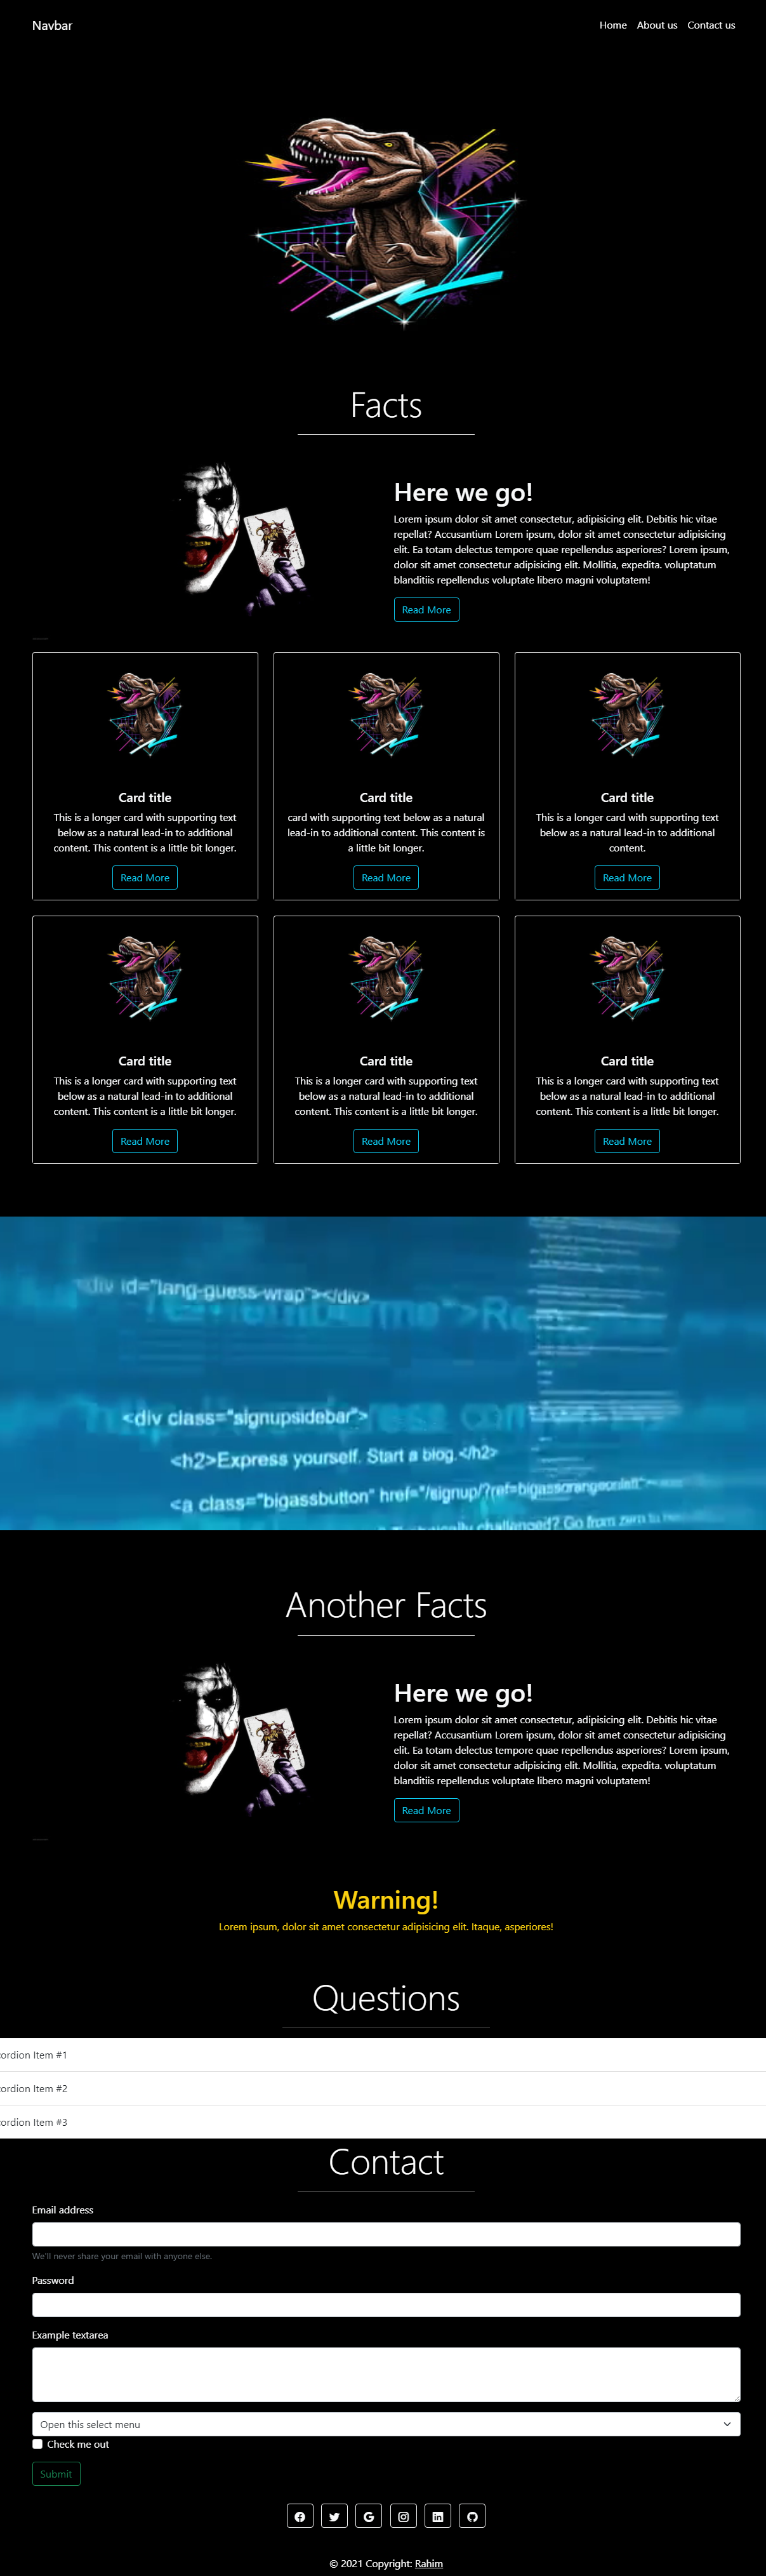 Navbar
Home About us Contact us
Facts
Here we go!
Lorem ipsum dolor sit amet consectetur, adipisicing elit. Debitis hic vitae
repellat? Accusantium Lorem ipsum, dolor sit amet consectetur adipisicing
elit. Ea totam delectus tempore quae repellendus asperiores? Lorem ipsum,
dolor sit amet consectetur adipisicing elit. Mollitia, expedita. voluptatum
blanditiis repellendus voluptate libero magni voluptatem!
Read More
Card title
This is a longer card with supporting text
below as a natural lead-in to additional
content. This content is a little bit longer.
Read More
Card title
card with supporting text below as a natural
lead-in to additional content. This content is
a little bit longer.
Read More
Card title
This is a longer card with supporting text
below as a natural lead-in to additional
content.
Read More
Card title
This is a longer card with supporting text
below as a natural lead-in to additional
content. This content is a little bit longer.
Read More
Card title
This is a longer card with supporting text
below as a natural lead-in to additional
content. This content is a little bit longer.
Read More
Card title
This is a longer card with supporting text
below as a natural lead-in to additional
content. This content is a little bit longer.
Read More
div id="lang-guess-wrap"></div>
<div class="signupsidebar">
<h2>Express yourself. Start a blog.</h2>
<a class="bigassbutton" href="/signup/?ref=bigassorangeonlalf"
Technically challenged? Go from zero to
Another Facts
Here we go!
Lorem ipsum dolor sit amet consectetur, adipisicing elit. Debitis hic vitae
repellat? Accusantium Lorem ipsum, dolor sit amet consectetur adipisicing
elit. Ea totam delectus tempore quae repellendus asperiores? Lorem ipsum,
dolor sit amet consectetur adipisicing elit. Mollitia, expedita. voluptatum
blanditiis repellendus voluptate libero magni voluptatem!
Read More
Warning!
Lorem ipsum, dolor sit amet consectetur adipisicing elit. Itaque, asperiores!
Questions
ordion Item #1
ordion Item #2
ordion Item #3
Contact
Email address
We'll never share your email with anyone else.
Password
Example textarea
Open this select menu
Check me out
Submit
© 2021 Copyright: Rahim